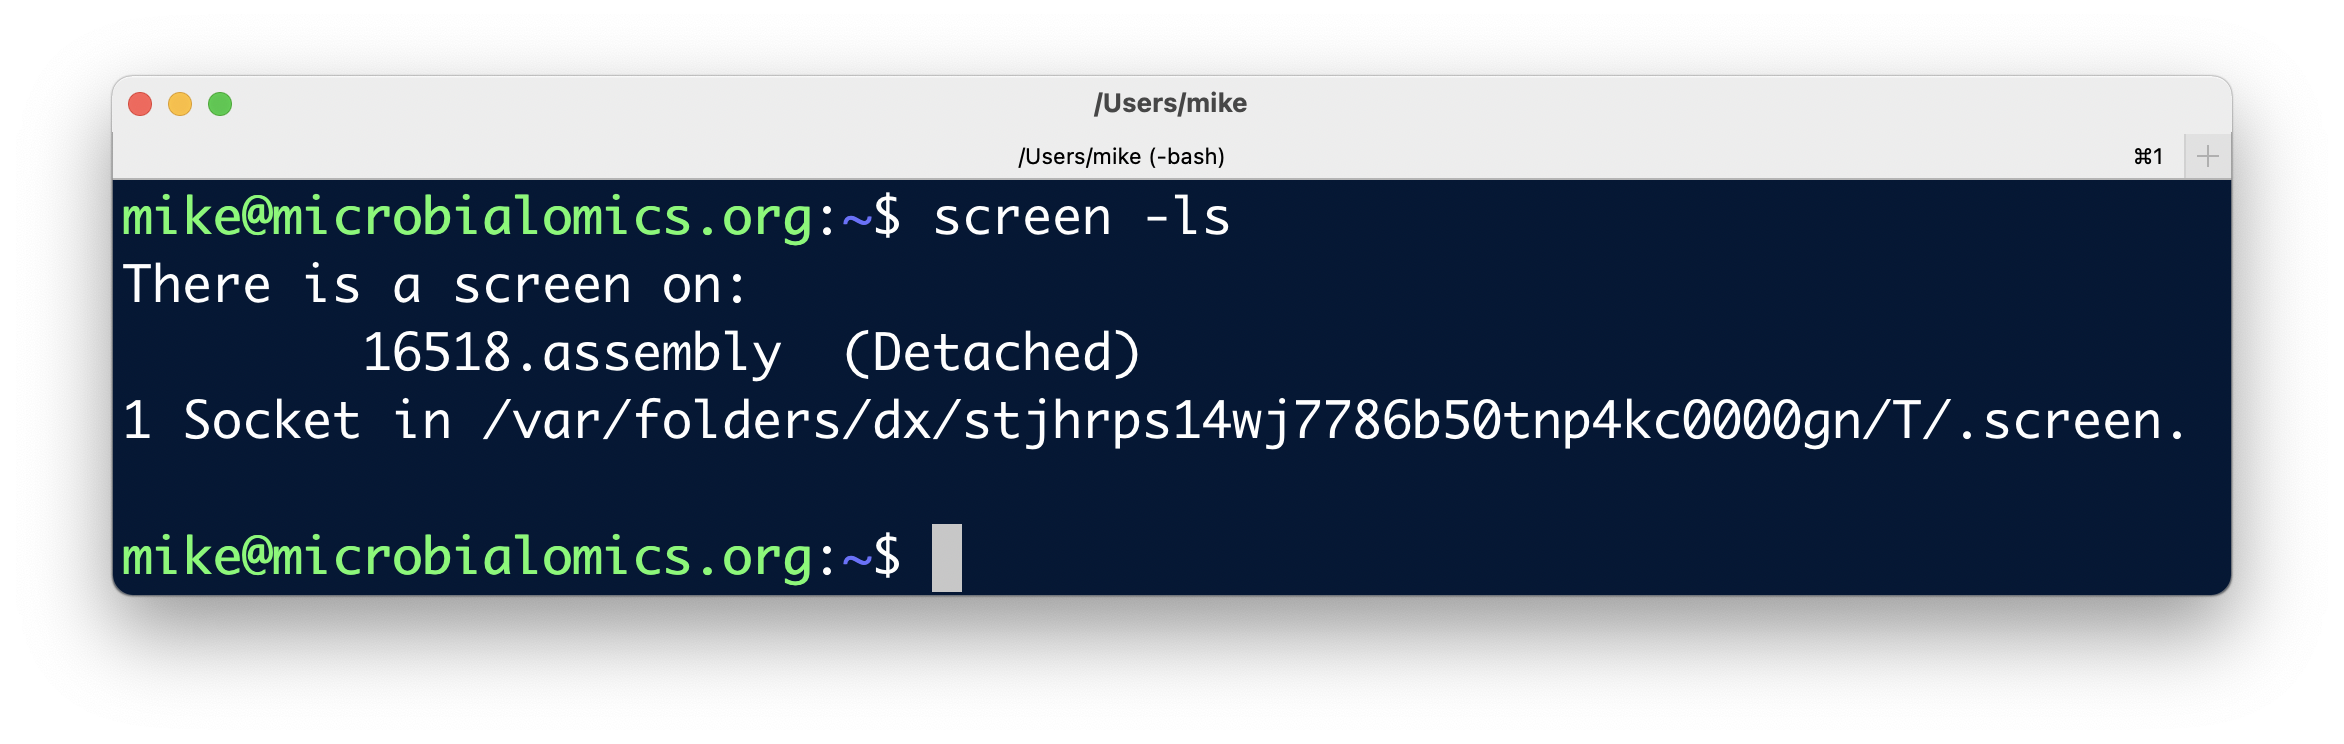 /Users/mike
/Users/mike (-bash) ⌘1
mike@microbialomics.org:~$ screen -ls
There is a screen on:
16518.assembly (Detached)
1 Socket in /var/folders/dx/stjhrps14wj7786b50tnp4kc0000gn/T/.screen.
mike@microbialomics.org:~$